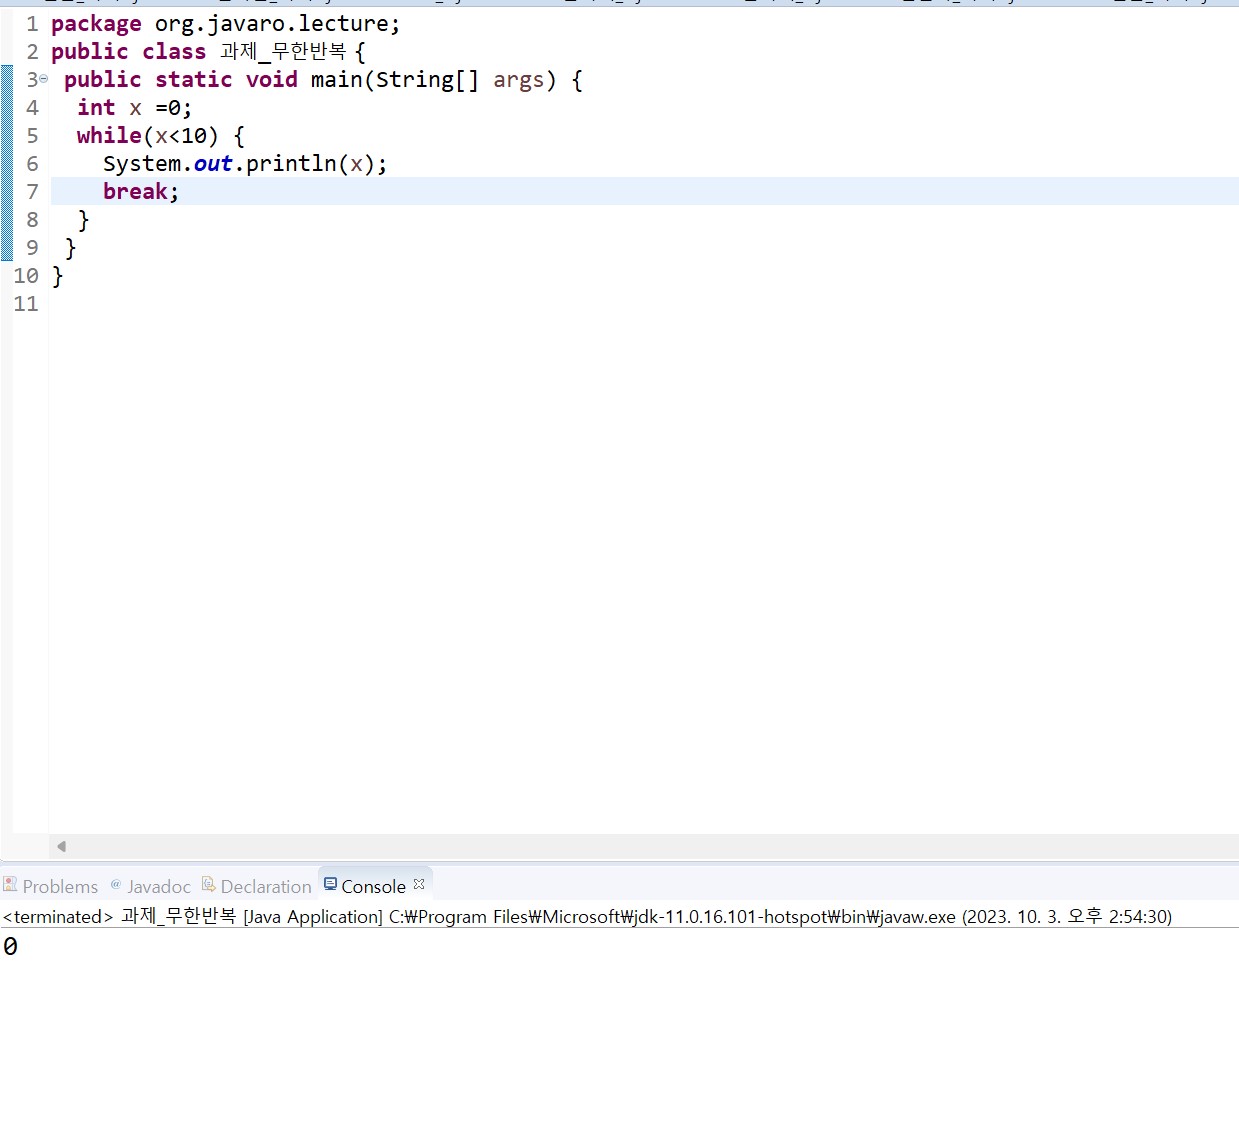 1 package org.javaro.lecture;
2 public class 과제_무한반복 {
3 public static void main(String[] args) {
4 int x =0;
5 while(x<10) {
6 System.out.println(x);
7 break;
8 }
9 }
10 }
11
Problems @ Javadoc Declaration Console
<terminated> 과제_무한반복 [Java Application] C:₩Program Files₩Microsoft₩jdk-11.0.16.101-hotspot₩bin₩javaw.exe (2023. 10. 3. 오후 2:54:30)
0